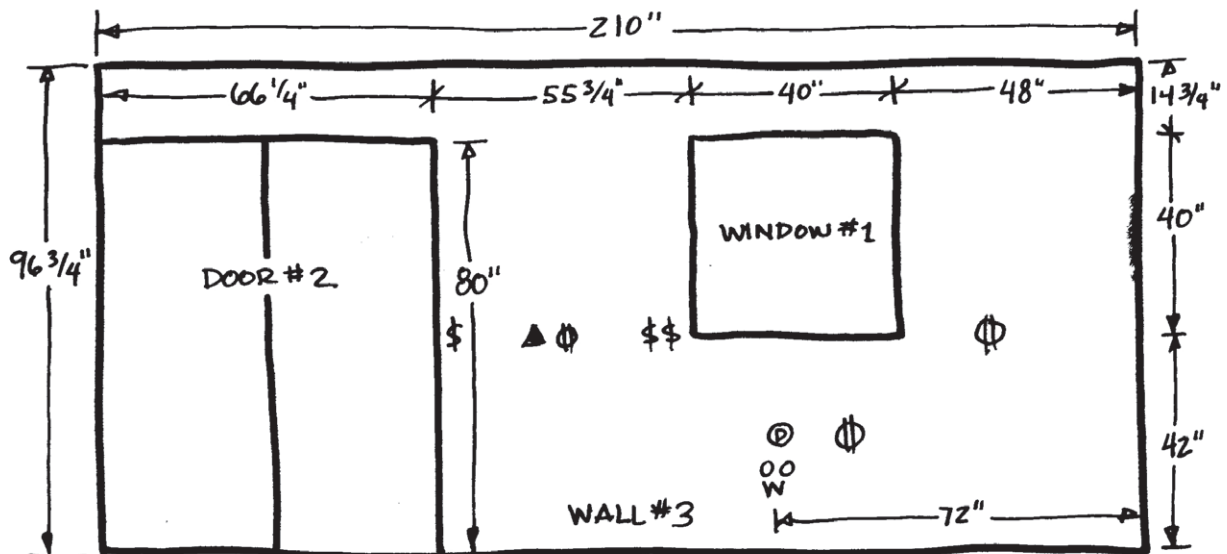 210"
66 1/4" 55 3/4" 40" 48" 14 3/4"
40"
WINDOW #1
96 3/4" DOOR #2 80"
$ $$
D
42"
OO
W
WALL #3 72"